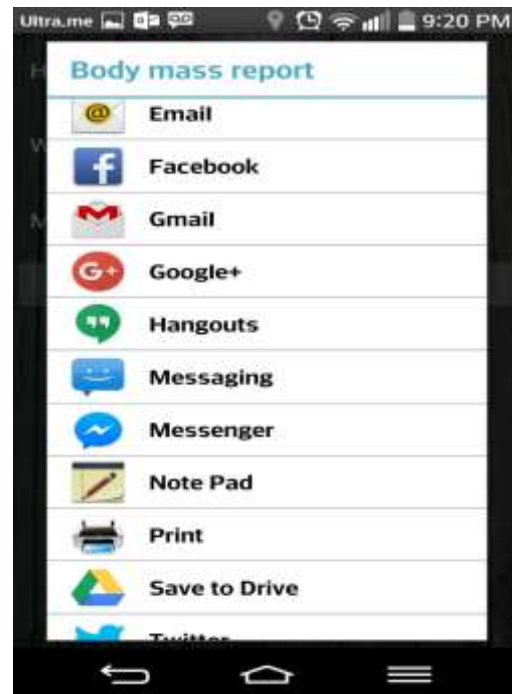 Ultra.me 9:20 PM
Body mass report
Email
Facebook
Gmail
Google+
Hangouts
Messaging
Messenger
Note Pad
Print
Save to Drive
Twitter